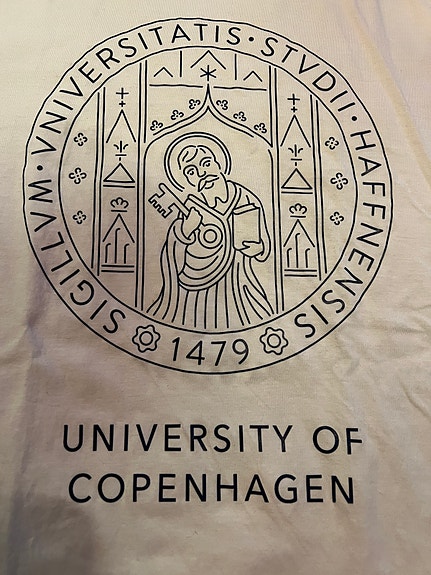 SIGILLVM · VNIVERSITATIS · STVDII · HAFFNENSIS
1479
UNIVERSITY OF
COPENHAGEN